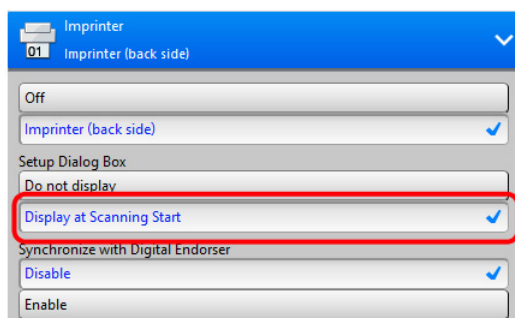 Imprinter
01 Imprinter (back side)
Off
Imprinter (back side)
Setup Dialog Box
Do not display
Display at Scanning Start
Synchronize with Digital Endorser
Disable
Enable